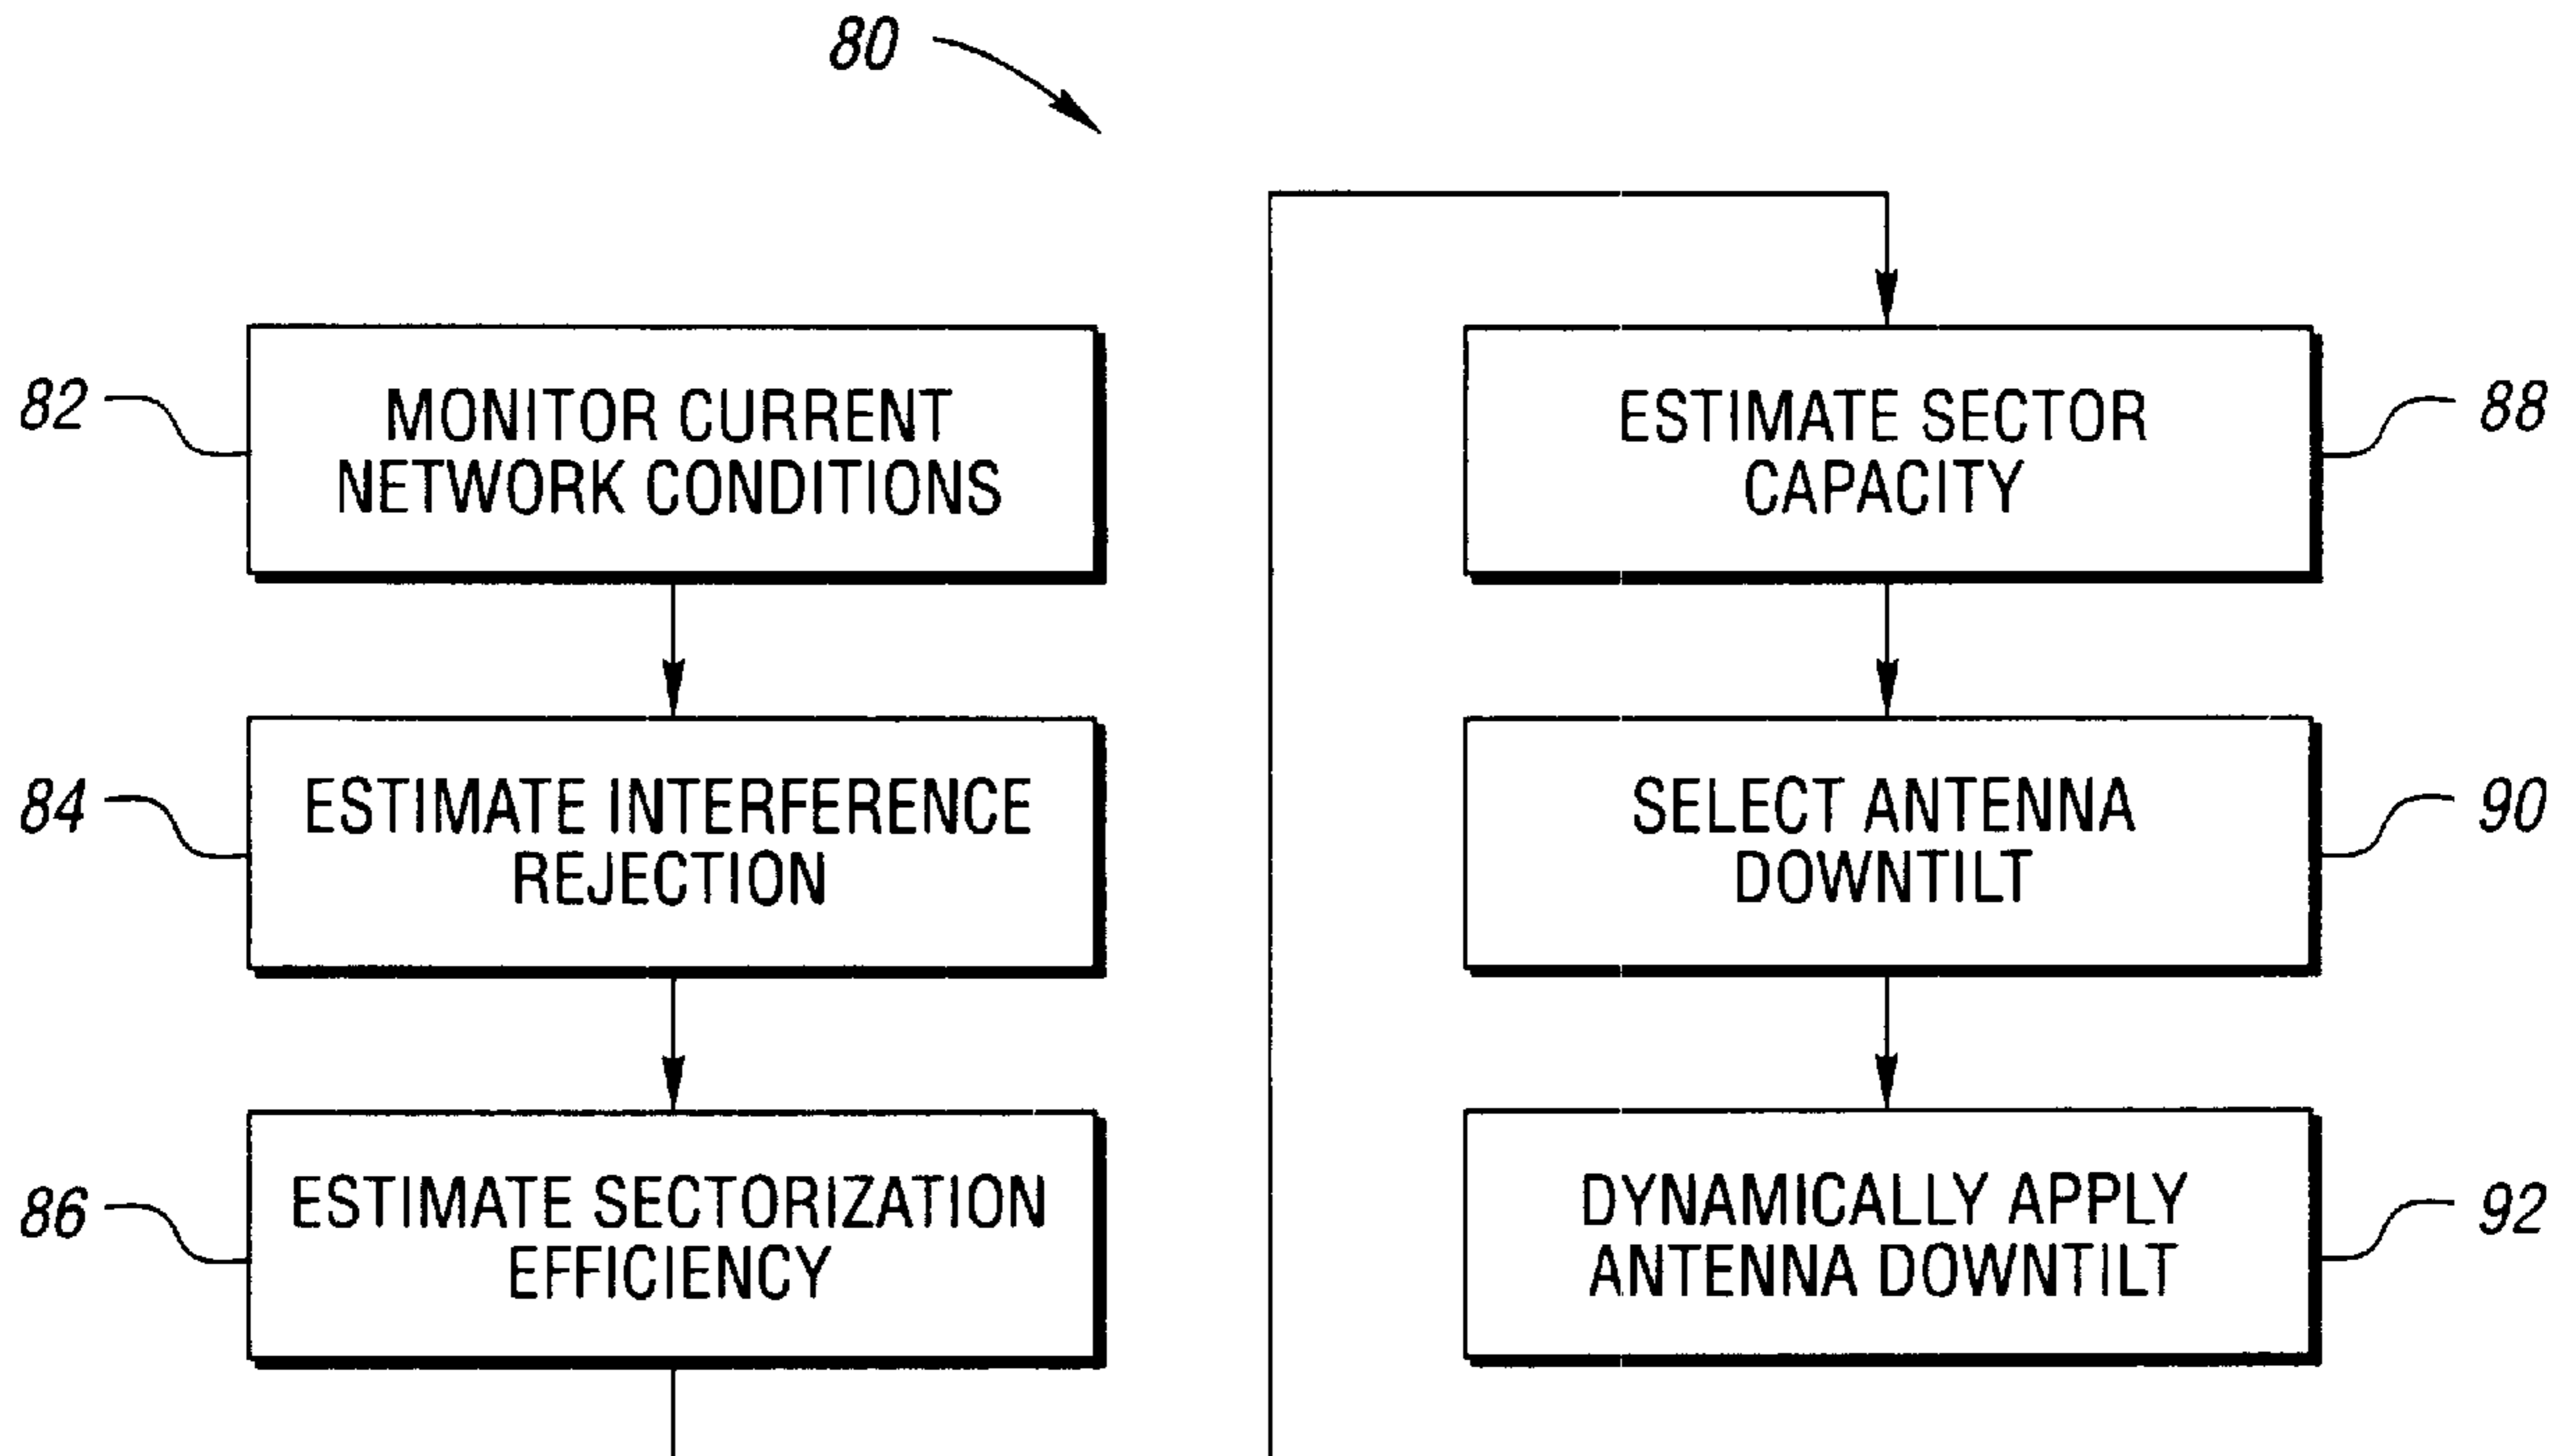 80
82
MONITOR CURRENT
NETWORK CONDITIONS
84
ESTIMATE INTERFERENCE
REJECTION
86
ESTIMATE SECTORIZATION
EFFICIENCY
ESTIMATE SECTOR
CAPACITY
88
SELECT ANTENNA
DOWNTILT
90
DYNAMICALLY APPLY
ANTENNA DOWNTILT
92